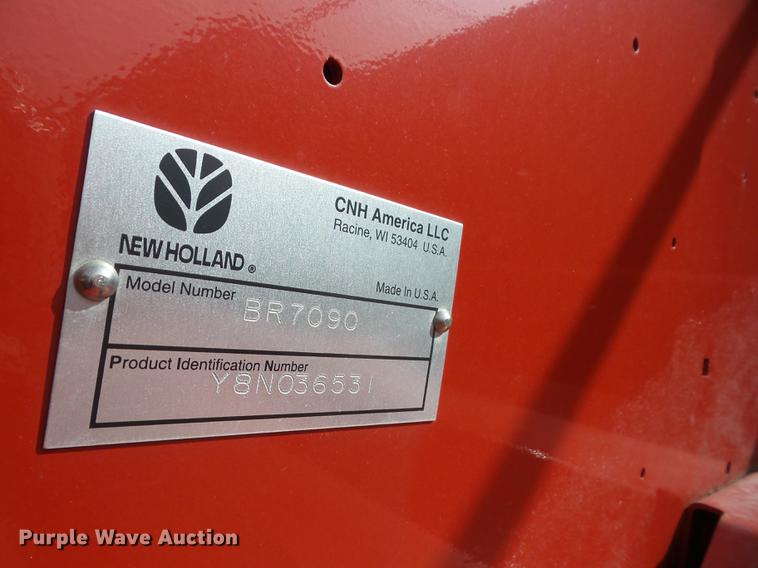 NEW HOLLAND ®
CNH America LLC
Racine, WI 53404 U.S.A.
Made In U.S.A.
Model Number
BR7090
Product Identification Number
Y8N036531
Purple Wave Auction